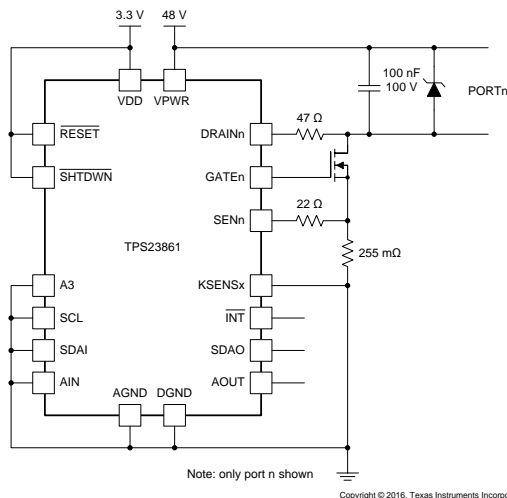 3.3 V
48 V
VDD
VPWR
100 nF
100 V
PORTn
RESET
DRAINn
47 Ω
SHTDWN
GATEn
SENn
22 Ω
TPS23861
255 mΩ
A3
KSENSx
SCL
INT
SDAI
SDAO
AIN
AOUT
AGND
DGND
Note: only port n shown
Copyright © 2016, Texas Instruments Incorpo